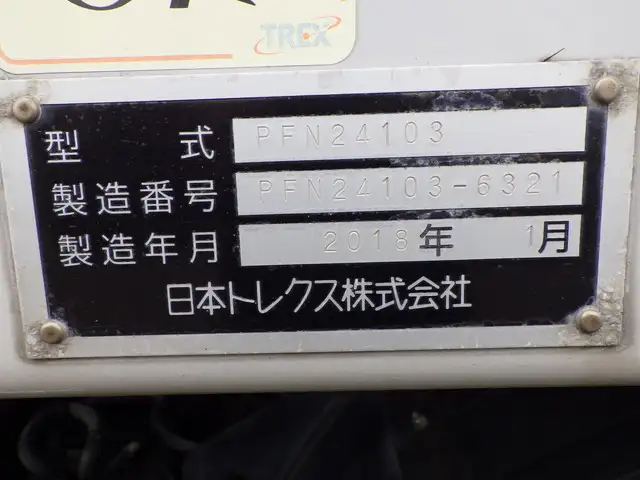 TREX
型 式 PFN24103
製造番号 PFN24103-6321
製造年月 2018年 1月
日本トレクス株式会社